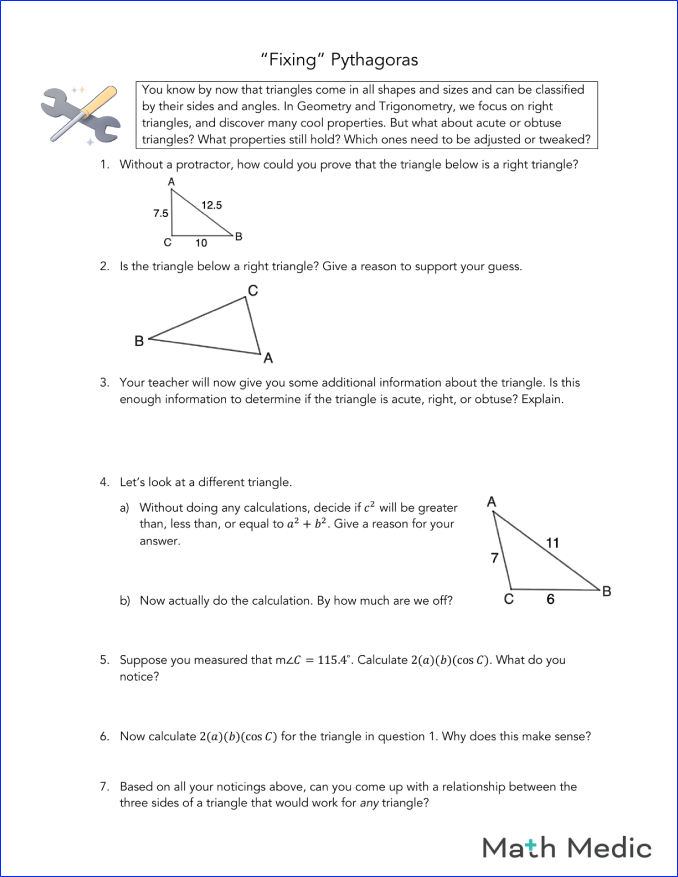 “Fixing” Pythagoras
You know by now that triangles come in all shapes and sizes and can be classified
by their sides and angles. In Geometry and Trigonometry, we focus on right
triangles, and discover many cool properties. But what about acute or obtuse
triangles? What properties still hold? Which ones need to be adjusted or tweaked?
1. Without a protractor, how could you prove that the triangle below is a right triangle?
A
7.5
12.5
C
10
B
2. Is the triangle below a right triangle? Give a reason to support your guess.
C
B
A
3. Your teacher will now give you some additional information about the triangle. Is this
enough information to determine if the triangle is acute, right, or obtuse? Explain.
4. Let’s look at a different triangle.
a) Without doing any calculations, decide if 𝑐² will be greater
than, less than, or equal to 𝑎² + 𝑏². Give a reason for your
answer.
A
7
11
C
6
B
b) Now actually do the calculation. By how much are we off?
5. Suppose you measured that m∠𝐶 = 115.4°. Calculate 2(𝑎)(𝑏)(cos 𝐶). What do you
notice?
6. Now calculate 2(𝑎)(𝑏)(cos 𝐶) for the triangle in question 1. Why does this make sense?
7. Based on all your noticings above, can you come up with a relationship between the
three sides of a triangle that would work for any triangle?
Math Medic